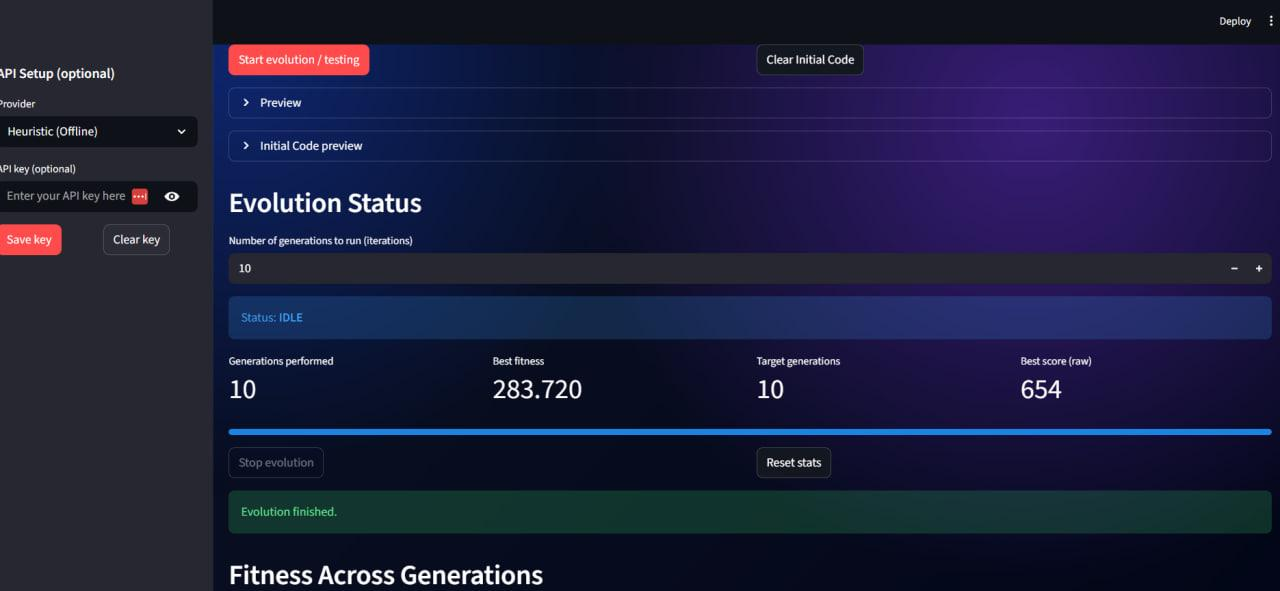 Deploy
API Setup (optional)
Provider
Heuristic (Offline)
API key (optional)
Enter your API key here
Save key
Clear key
Start evolution / testing
Clear Initial Code
Preview
Initial Code preview
Evolution Status
Number of generations to run (iterations)
10
Status: IDLE
Generations performed
10
Best fitness
283.720
Target generations
10
Best score (raw)
654
Stop evolution
Reset stats
Evolution finished.
Fitness Across Generations